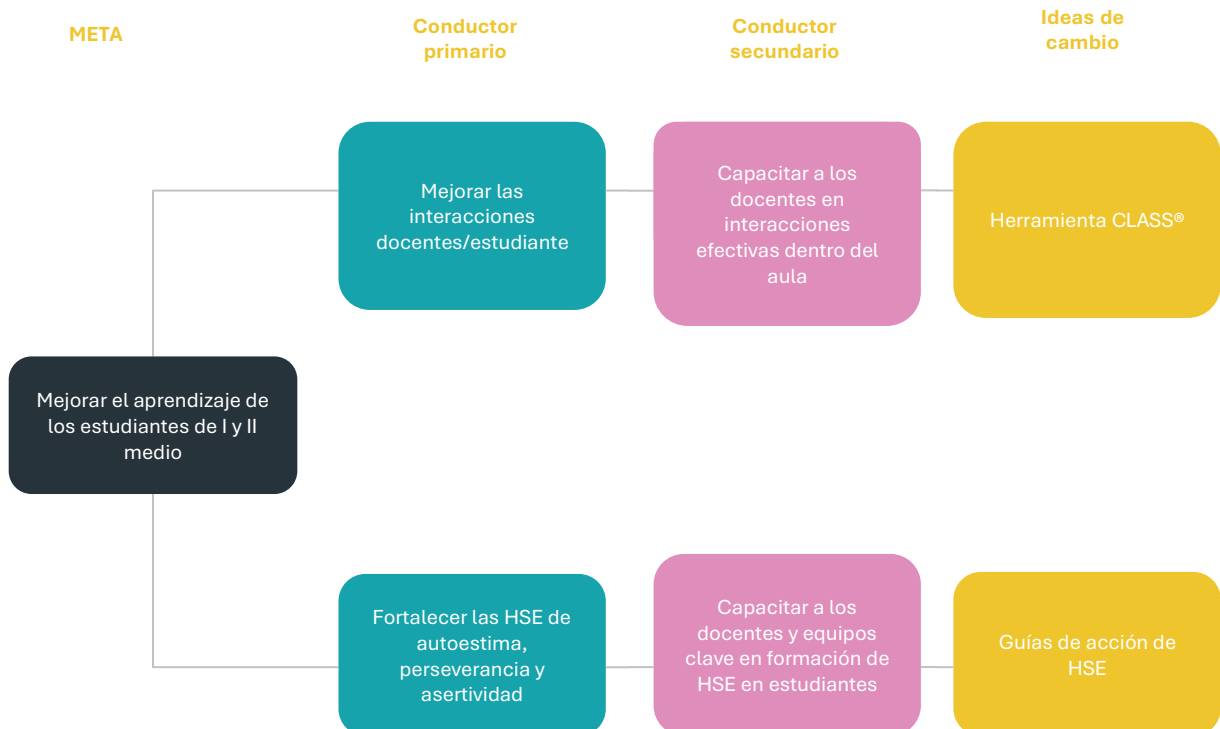 META
Conductor
primario
Conductor
secundario
Ideas de
cambio
Mejorar las
interacciones
docentes/estudiante
Capacitar a los
docentes en
interacciones
efectivas dentro del
aula
Herramienta CLASS®
Mejorar el aprendizaje de
los estudiantes de I y II
medio
Fortalecer las HSE de
autoestima,
perseverancia y
asertividad
Capacitar a los
docentes y equipos
clave en formación de
HSE en estudiantes
Guías de acción de
HSE